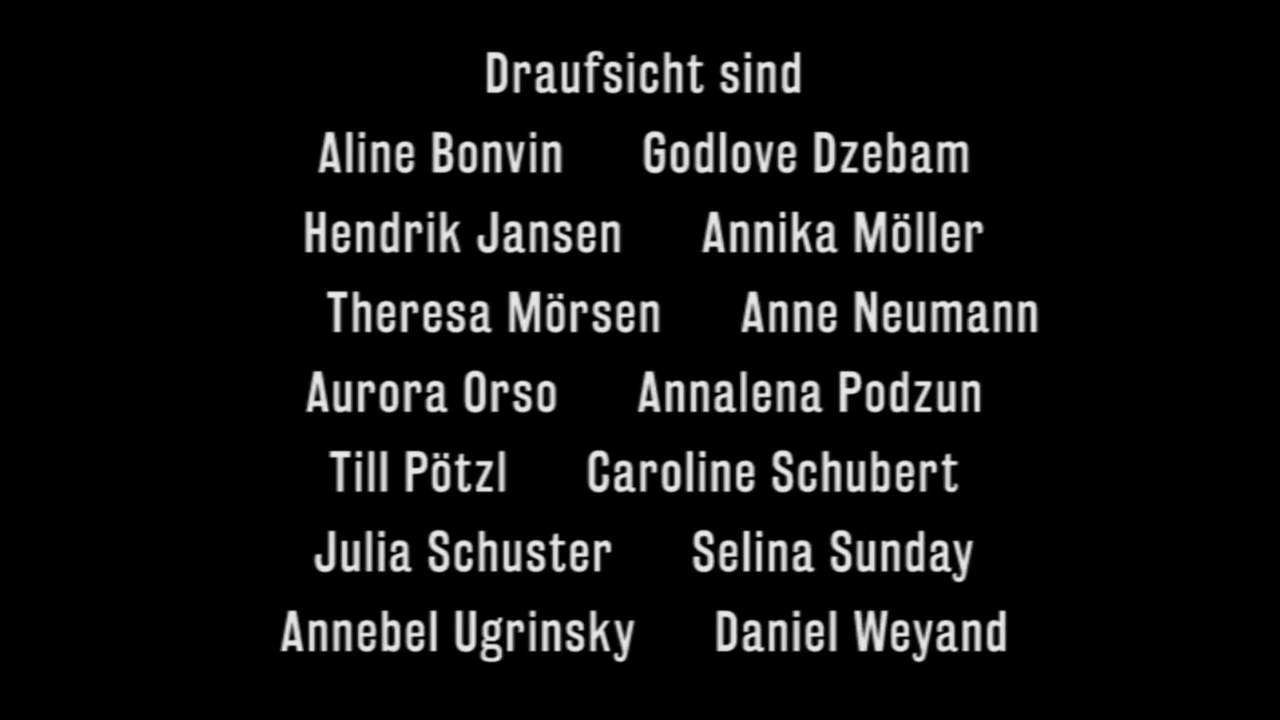 Draufsicht sind
Aline Bonvin Godlove Dzebam
Hendrik Jansen Annika Möller
Theresa Mörsen Anne Neumann
Aurora Orso Annalena Podzun
Till Pötzl Caroline Schubert
Julia Schuster Selina Sunday
Annebel Ugrinsky Daniel Weyand